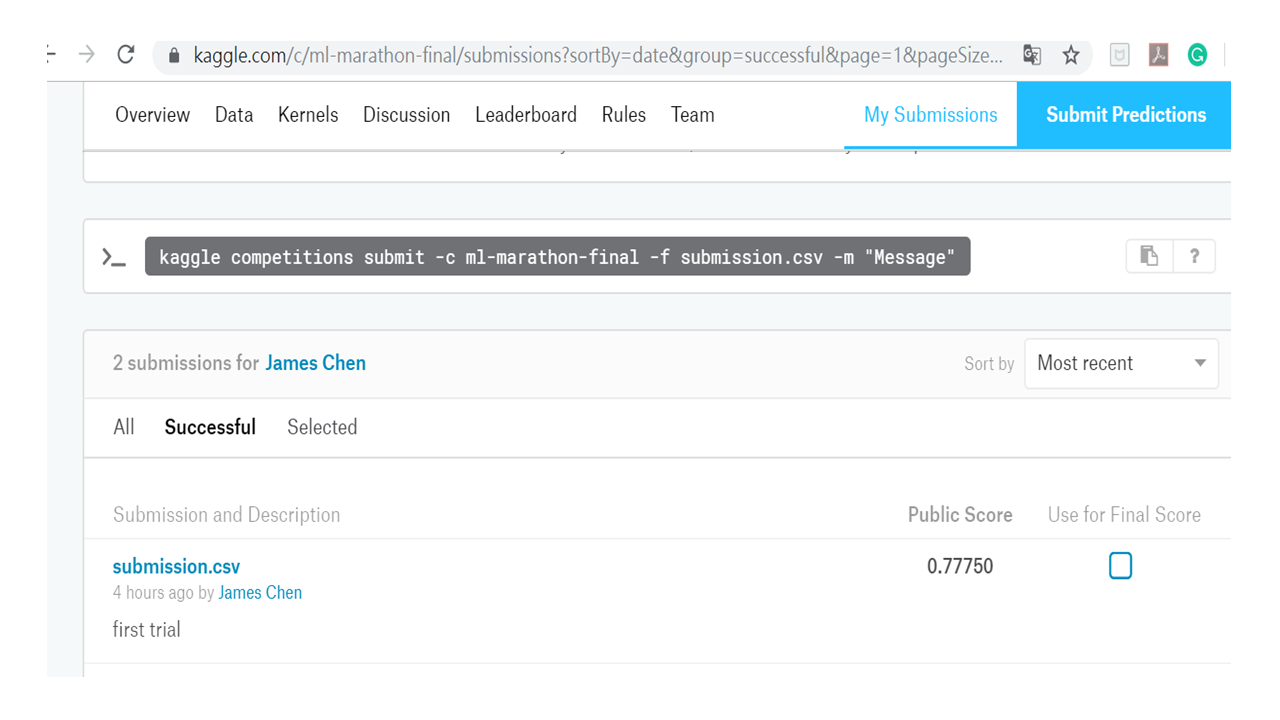 kaggle.com/c/ml-marathon-final/submissions?sortBy=date&group=successful&page=1&pageSize...
Overview Data Kernels Discussion Leaderboard Rules Team My Submissions Submit Predictions
>_ kaggle competitions submit -c ml-marathon-final -f submission.csv -m "Message" ?
2 submissions for James Chen Sort by Most recent
All Successful Selected
Submission and Description Public Score Use for Final Score
submission.csv 0.77750
4 hours ago by James Chen
first trial